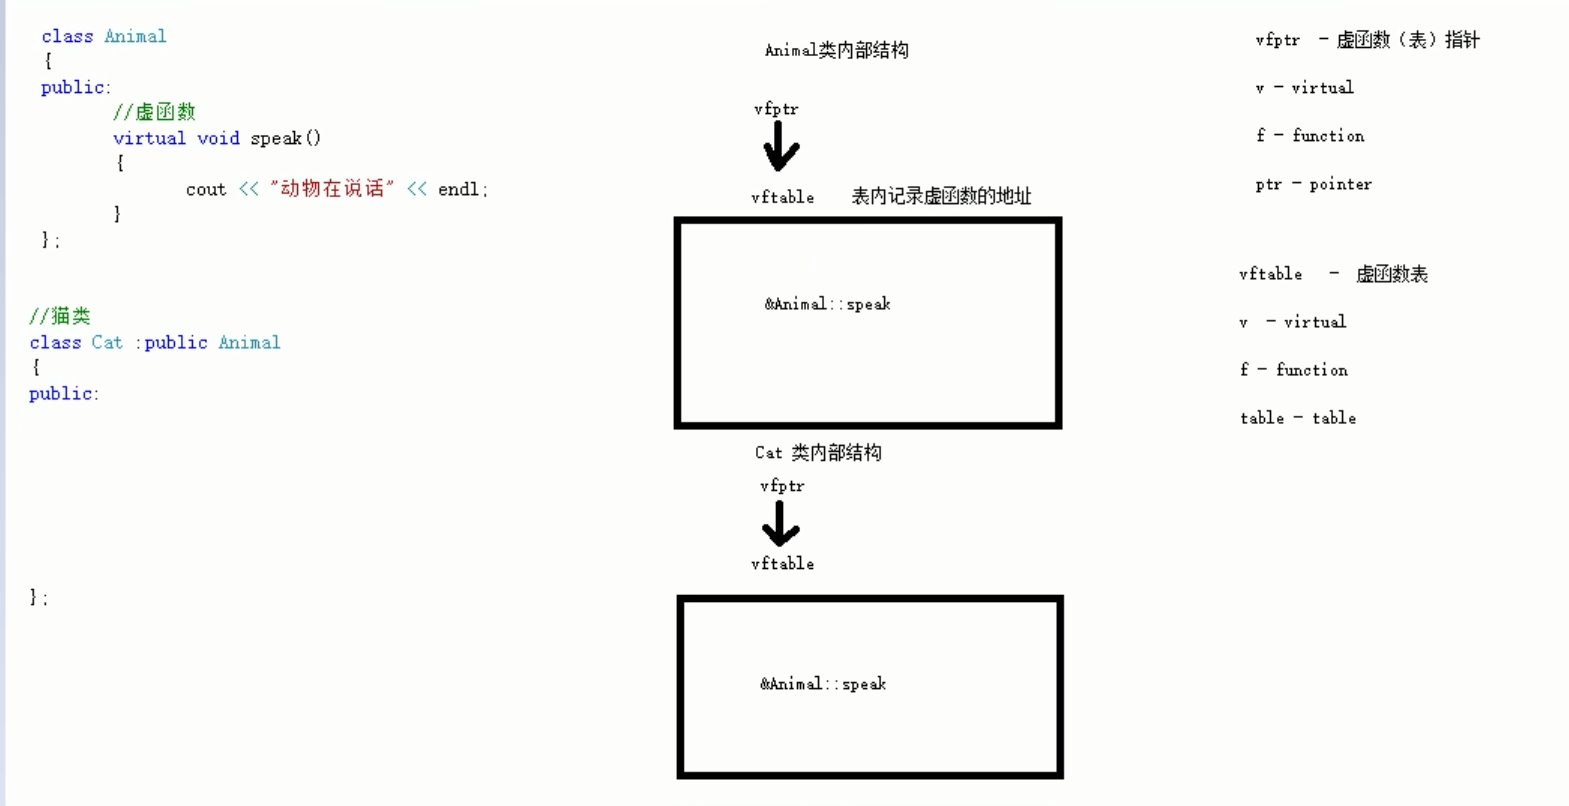 class Animal
{
public:
//虚函数
virtual void speak()
{
cout << "动物在说话" << endl;
}
};
//猫类
class Cat :public Animal
{
public:
};
Animal类内部结构
vfptr
vftable 表内记录虚函数的地址
&Animal::speak
Cat 类内部结构
vfptr
vftable
&Animal::speak
vfptr - 虚函数（表）指针
v - virtual
f - function
ptr - pointer
vftable - 虚函数表
v - virtual
f - function
table - table